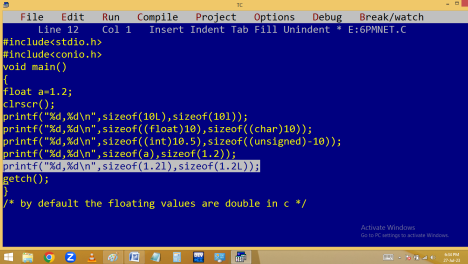 TC
File Edit Run Compile Project Options Debug Break/watch
Line 12 Col 1 Insert Indent Tab Fill Unindent * E:6PMNET.C
#include<stdio.h>
#include<conio.h>
void main()
{
float a=1.2;
clrscr();
printf("%d,%d\n",sizeof(10L),sizeof(10l));
printf("%d,%d\n",sizeof((float)10),sizeof((char)10));
printf("%d,%d\n",sizeof((int)10.5),sizeof((unsigned)-10));
printf("%d,%d\n",sizeof(a),sizeof(1.2));
printf("%d,%d\n",sizeof(1.2l),sizeof(1.2L));
getch();
}
/* by default the floating values are double in c */
Activate Windows
Go to PC settings to activate Windows.